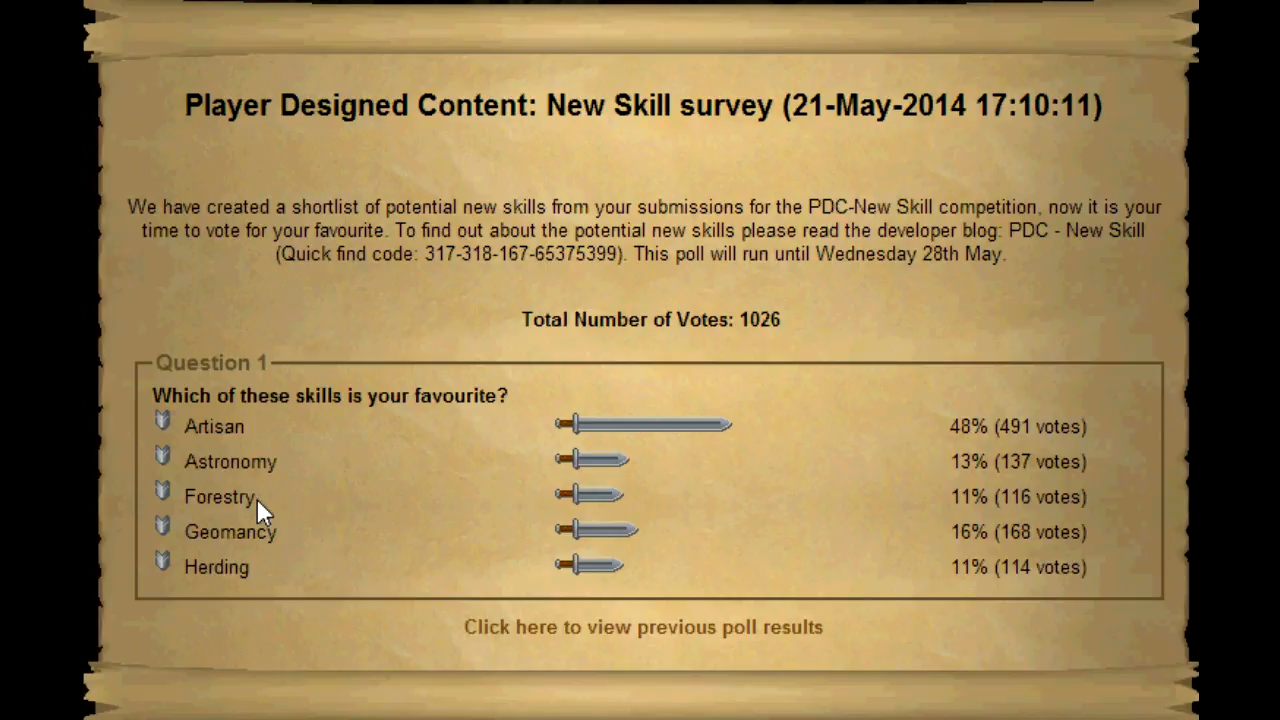 Player Designed Content: New Skill survey (21-May-2014 17:10:11)
We have created a shortlist of potential new skills from your submissions for the PDC-New Skill competition, now it is your
time to vote for your favourite. To find out about the potential new skills please read the developer blog: PDC - New Skill
(Quick find code: 317-318-167-65375399). This poll will run until Wednesday 28th May.
Total Number of Votes: 1026
Question 1
Which of these skills is your favourite?
Artisan 48% (491 votes)
Astronomy 13% (137 votes)
Forestry 11% (116 votes)
Geomancy 16% (168 votes)
Herding 11% (114 votes)
Click here to view previous poll results